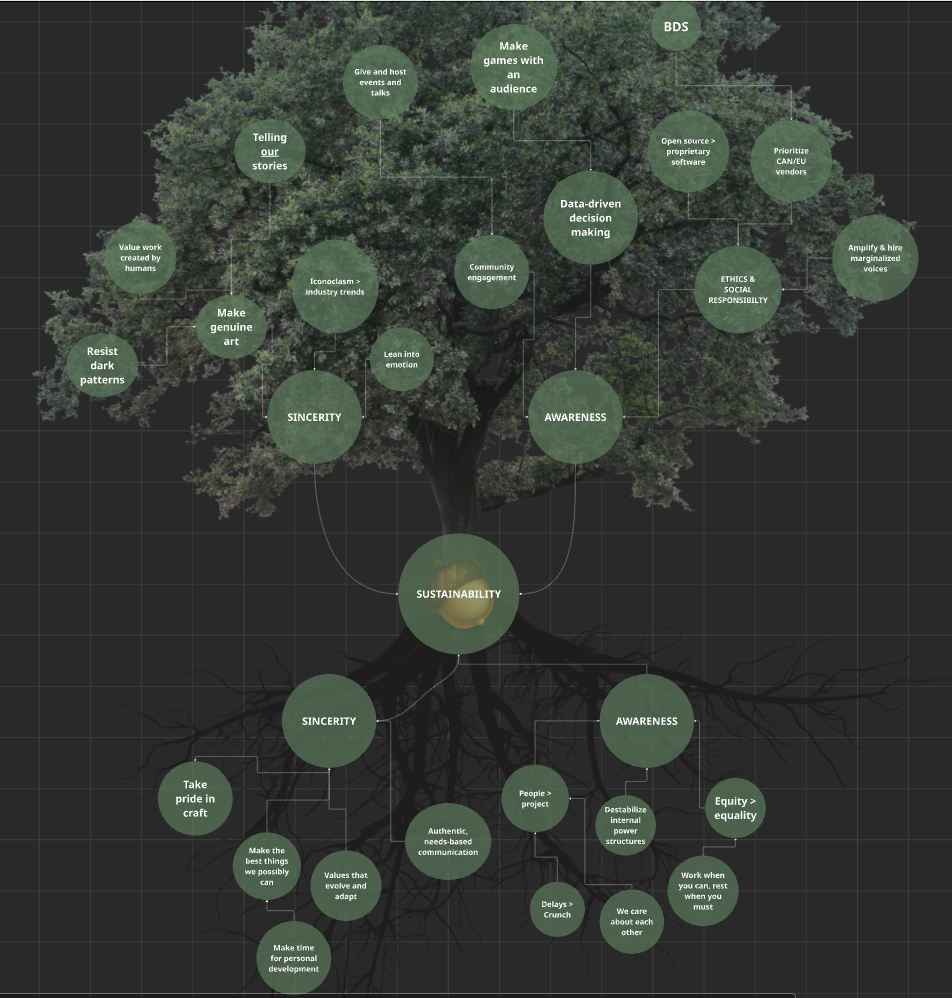 BDS
Make
games with
an
audience
Give and host
events and
talks
Telling
our
stories
Open source >
proprietary
software
Prioritize
CAN/EU
vendors
Data-driven
decision
making
Value work
created by
humans
Iconoclasm >
industry trends
Community
engagement
ETHICS &
SOCIAL
RESPONSIBILTY
Amplify & hire
marginalized
voices
Make
genuine
art
Resist
dark
patterns
Lean into
emotion
SINCERITY
AWARENESS
SUSTAINABILITY
SINCERITY
AWARENESS
Take
pride in
craft
People >
project
Destabilize
internal
power
structures
Equity >
equality
Authentic,
needs-based
communication
Make the
best things
we possibly
can
Values that
evolve and
adapt
Delays >
Crunch
We care
about each
other
Work when
you can, rest
when you
must
Make time
for personal
development